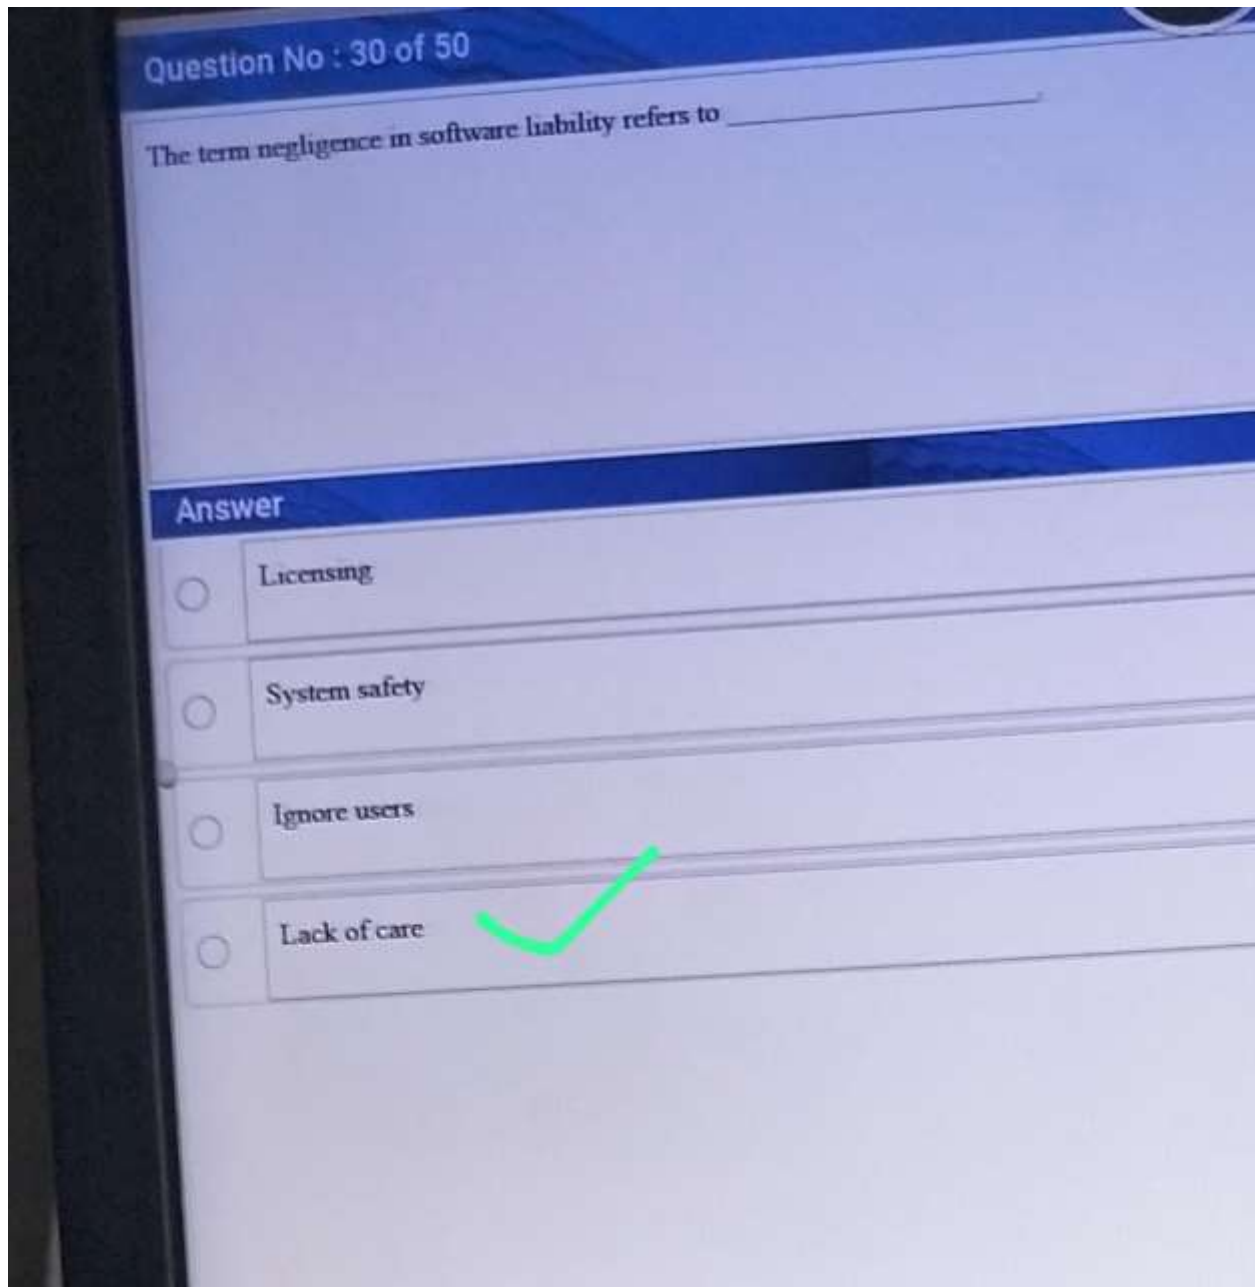 Question No : 30 of 50
The term negligence in software liability refers to ____________________.
Answer
Licensing
System safety
Ignore users
Lack of care